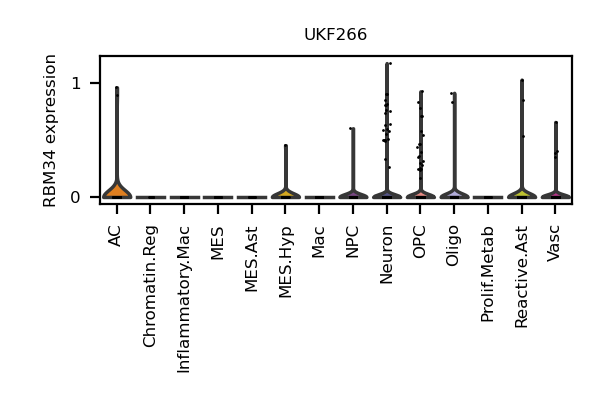 UKF266
RBM34 expression
1
0
AC
Chromatin.Reg
Inflammatory.Mac
MES
MES.Ast
MES.Hyp
Mac
NPC
Neuron
OPC
Oligo
Prolif.Metab
Reactive.Ast
Vasc